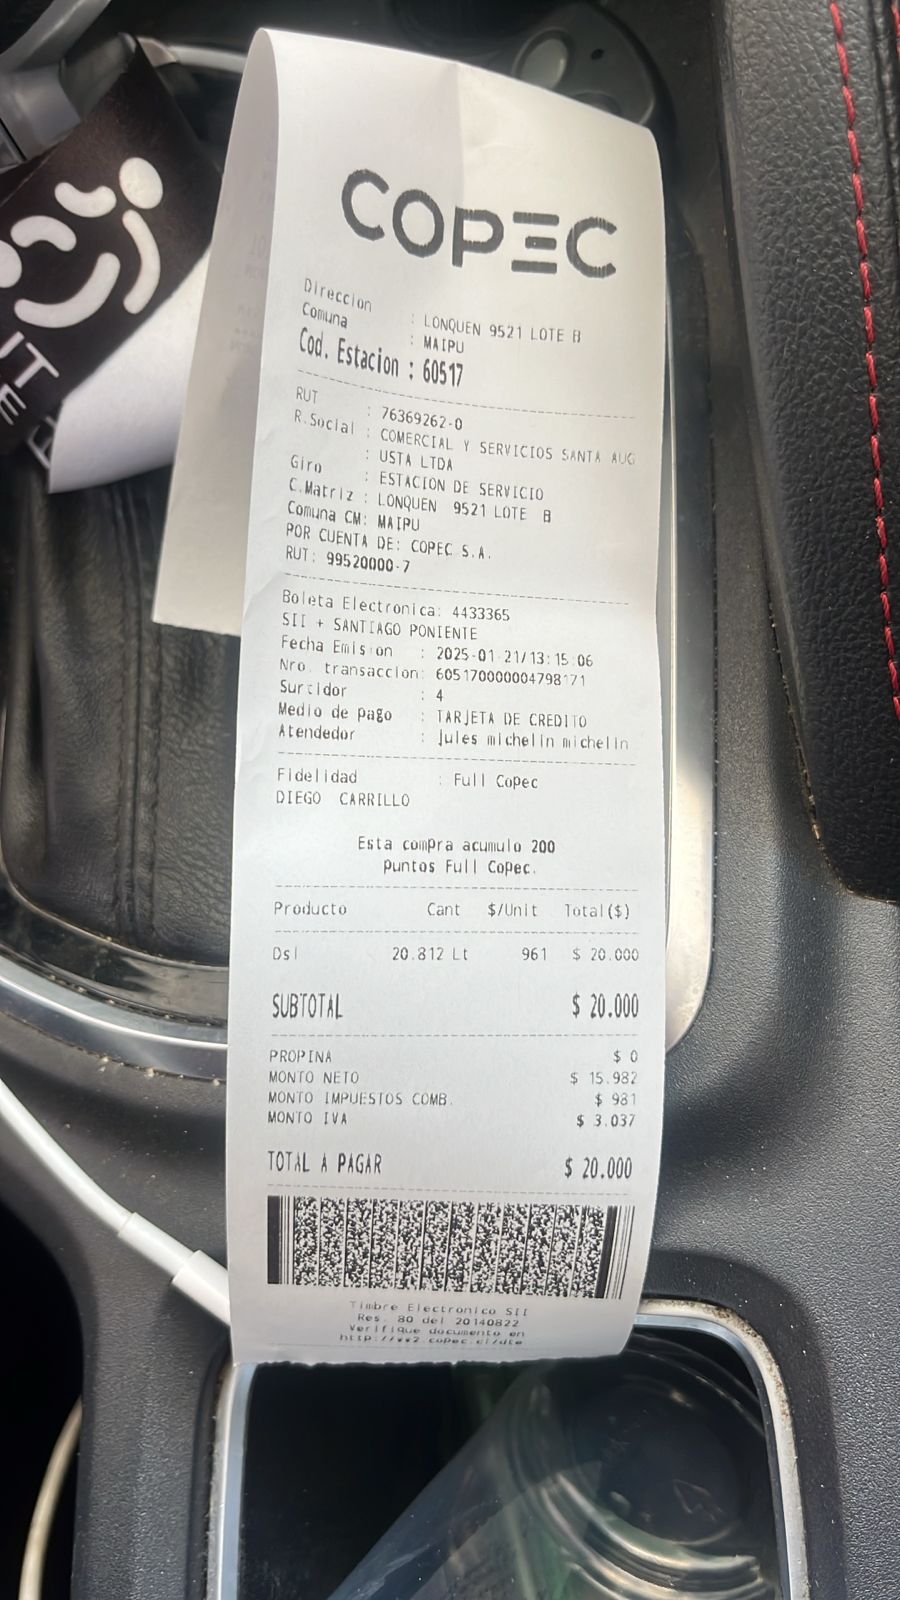 COPEC
Direccion : LONQUEN 9521 LOTE B
Comuna : MAIPU
Cod. Estacion : 60517
RUT : 76369262-0
R.Social : COMERCIAL Y SERVICIOS SANTA AUG
: USTA LTDA
Giro : ESTACION DE SERVICIO
C.Matriz : LONQUEN 9521 LOTE B
Comuna CM: MAIPU
POR CUENTA DE: COPEC S.A.
RUT: 99520000-7
Boleta Electronica: 4433365
SII + SANTIAGO PONIENTE
Fecha Emision : 2025-01-21/13:15:06
Nro. transaccion: 605170000004798171
Surtidor : 4
Medio de pago : TARJETA DE CREDITO
Atendedor : jules michelin michelin
Fidelidad : Full Copec
DIEGO CARRILLO
Esta compra acumulo 200
puntos Full Copec.
Producto Cant $/Unit Total($)
Dsl 20.812 Lt 961 $ 20.000
SUBTOTAL $ 20.000
PROPINA $ 0
MONTO NETO $ 15.982
MONTO IMPUESTOS COMB. $ 981
MONTO IVA $ 3.037
TOTAL A PAGAR $ 20.000
Timbre Electronico SII
Res. 80 del 20140822
Verifique documento en
http://ww2.copec.cl/dte